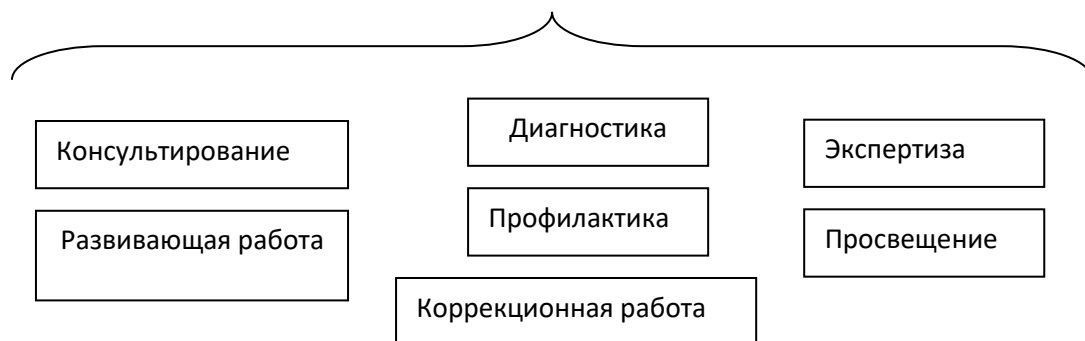 Консультирование
Диагностика
Экспертиза
Развивающая работа
Профилактика
Просвещение
Коррекционная работа